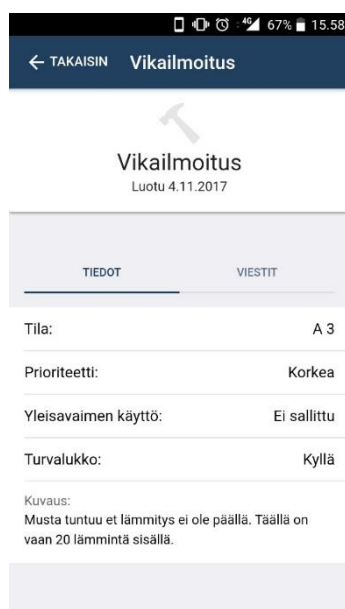 4G 67% 15.58
← TAKAISIN Vikailmoitus
Vikailmoitus
Luotu 4.11.2017
TIEDOT VIESTIT
Tila: A 3
Prioriteetti: Korkea
Yleisavaimen käyttö: Ei sallittu
Turvalukko: Kyllä
Kuvaus:
Musta tuntuu et lämmitys ei ole päällä. Täällä on
vaan 20 lämmintä sisällä.